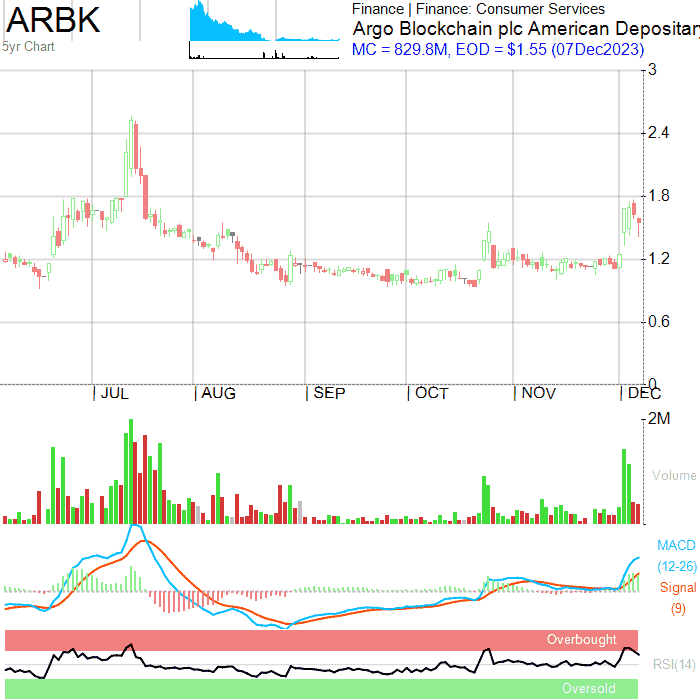 ARBK
5yr Chart
Finance | Finance: Consumer Services
Argo Blockchain plc American Depositary
MC = 829.8M, EOD = $1.55 (07Dec2023)
3
2.4
1.8
1.2
0.6
0
JUL AUG SEP OCT NOV DEC
2M
Volume
MACD
(12-26)
Signal
(9)
Overbought
RSI(14)
Oversold